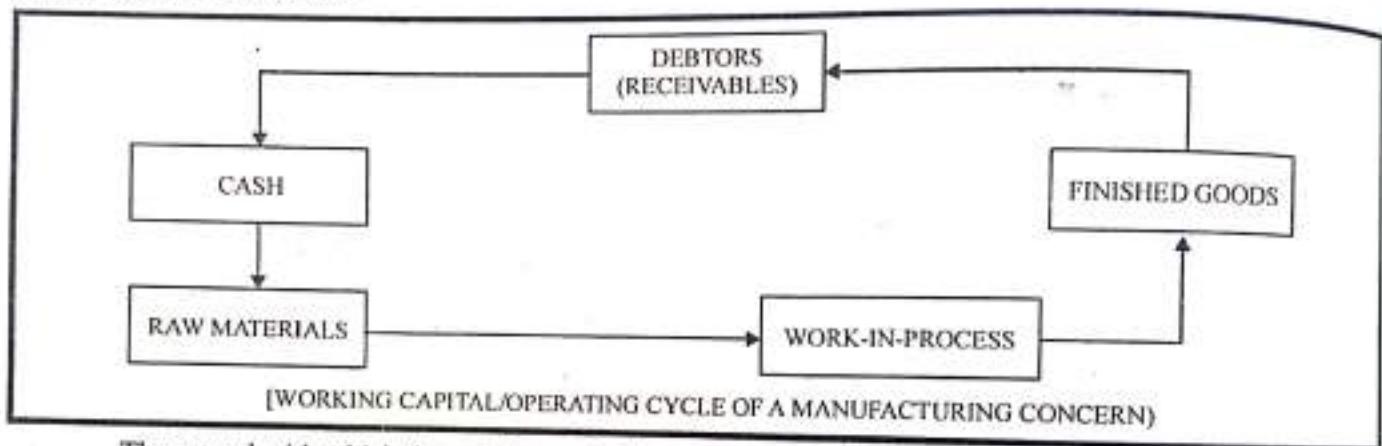 DEBTORS
(RECEIVABLES)
CASH
FINISHED GOODS
RAW MATERIALS
WORK-IN-PROCESS
[WORKING CAPITAL/OPERATING CYCLE OF A MANUFACTURING CONCERN)